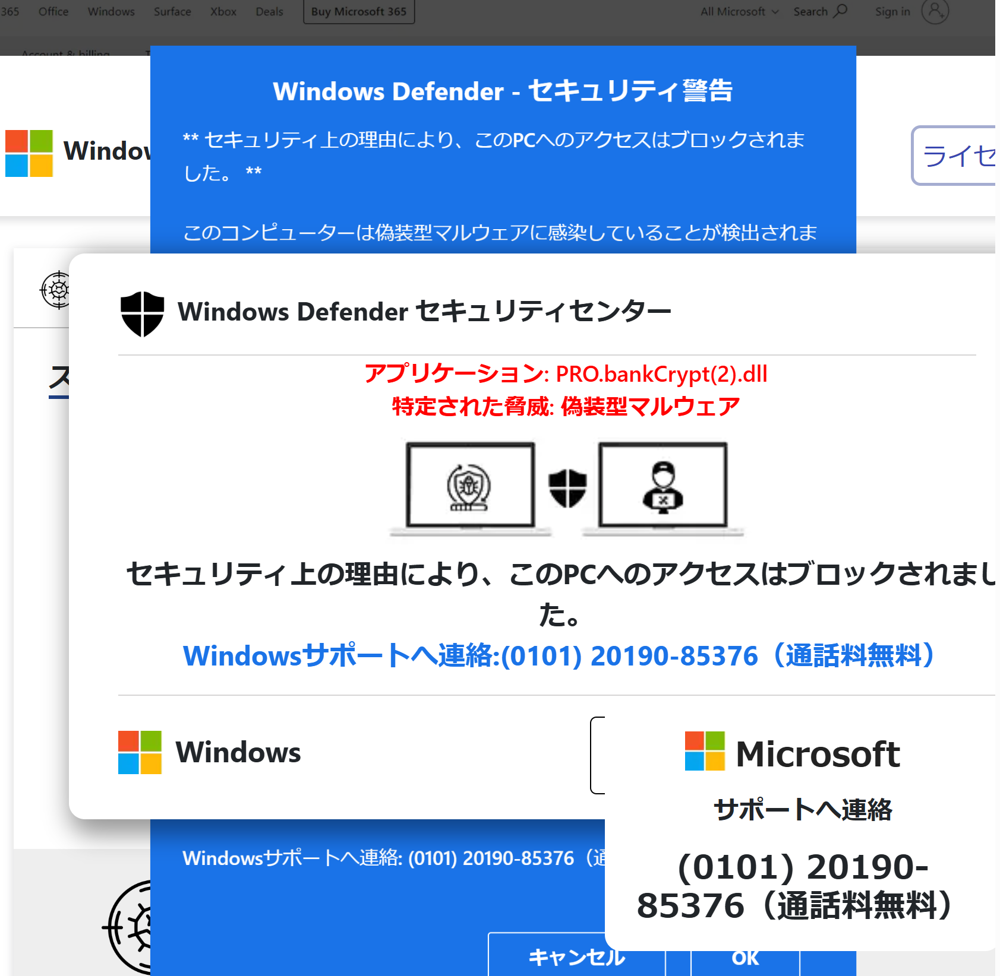 365 Office Windows Surface Xbox Deals Buy Microsoft 365 All Microsoft Search Sign in
Account & billing
Windows Defender - セキュリティ警告
** セキュリティ上の理由により、このPCへのアクセスはブロックされま
した。 **
Window
ライセ
このコンピューターは偽装型マルウェアに感染していることが検出されま
Windows Defender セキュリティセンター
アプリケーション: PRO.bankCrypt(2).dll
特定された脅威: 偽装型マルウェア
ス
セキュリティ上の理由により、このPCへのアクセスはブロックされまし
た。
Windowsサポートへ連絡:(0101) 20190-85376（通話料無料）
Windows
Microsoft
サポートへ連絡
(0101) 20190-
85376（通話料無料）
Windowsサポートへ連絡: (0101) 20190-85376（通
キャンセル OK